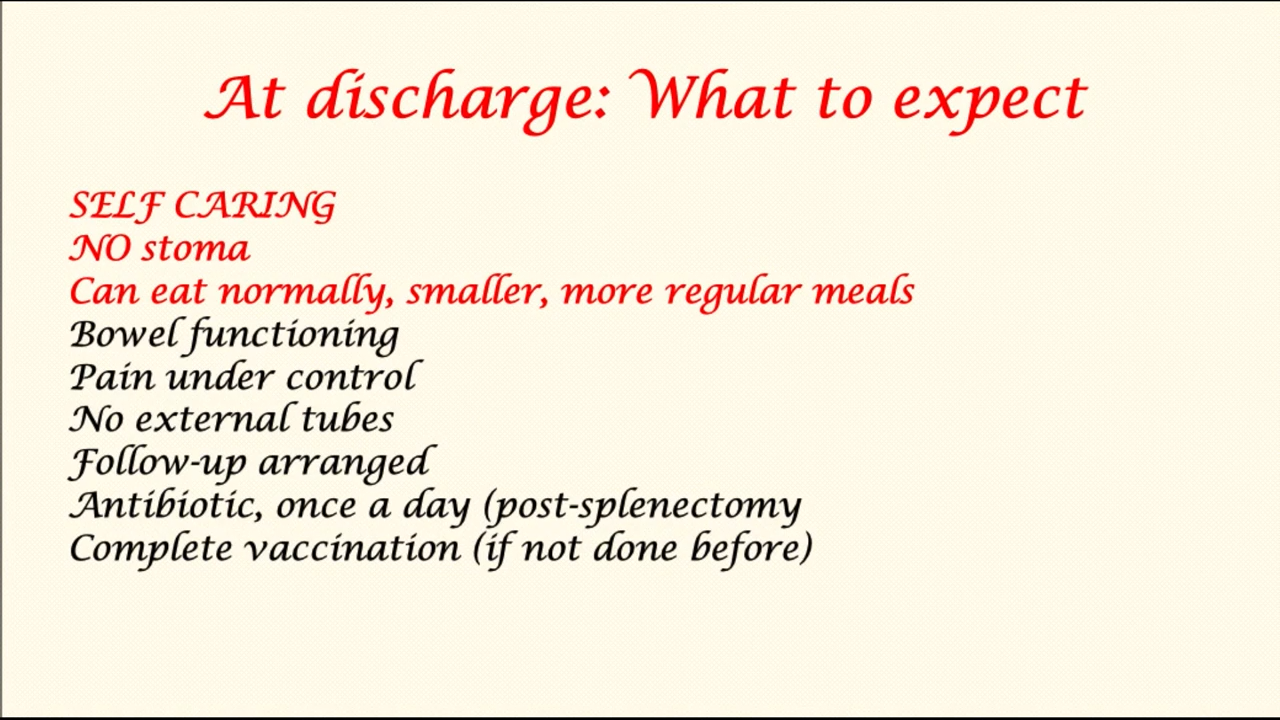 At discharge: What to expect
SELF CARING
NO stoma
Can eat normally, smaller, more regular meals
Bowel functioning
Pain under control
No external tubes
Follow-up arranged
Antibiotic, once a day (post-splenectomy
Complete vaccination (if not done before)